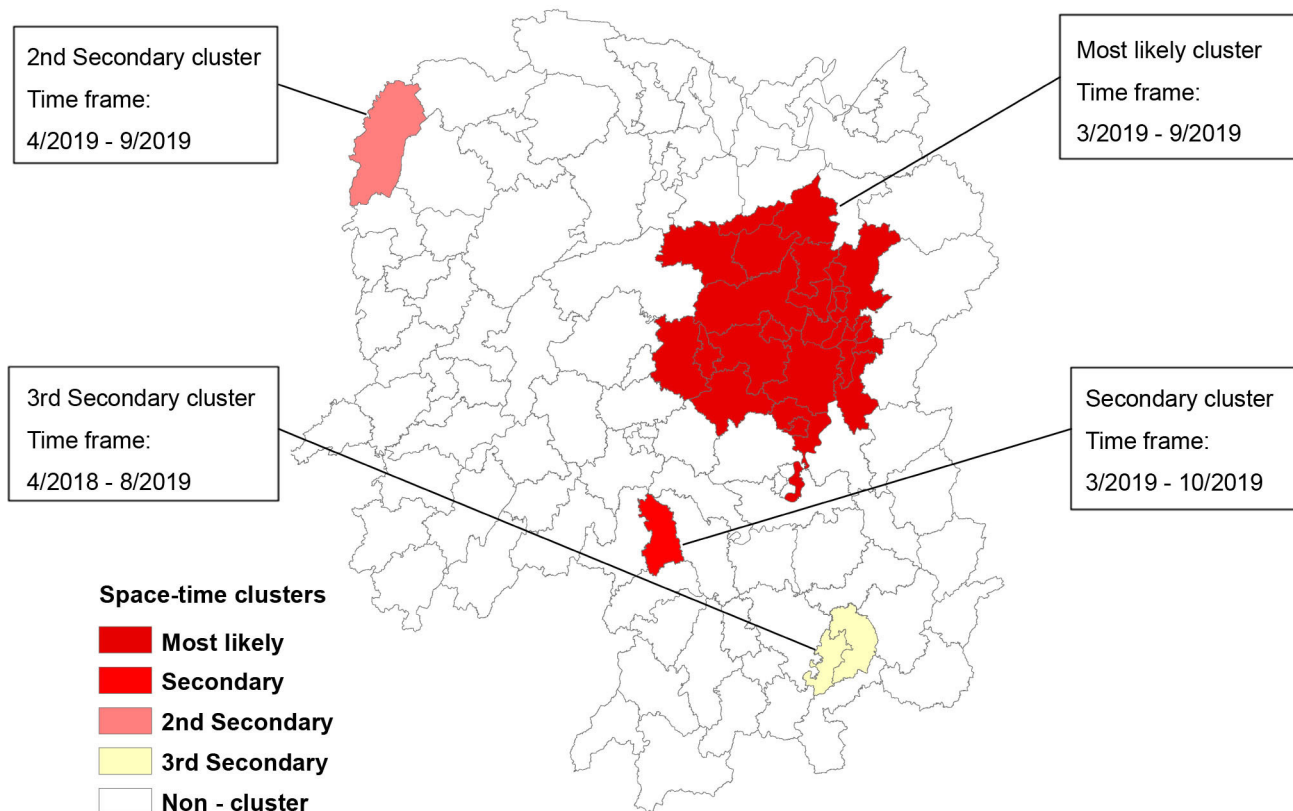 2nd Secondary cluster
Time frame:
4/2019 - 9/2019
Most likely cluster
Time frame:
3/2019 - 9/2019
3rd Secondary cluster
Time frame:
4/2018 - 8/2019
Secondary cluster
Time frame:
3/2019 - 10/2019
Space-time clusters
Most likely
Secondary
2nd Secondary
3rd Secondary
Non - cluster